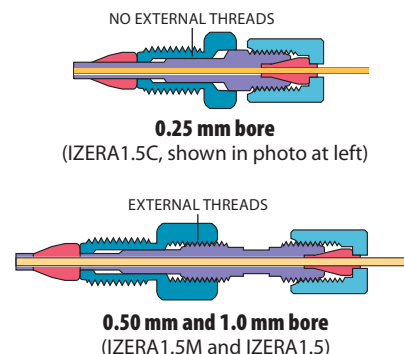 NO EXTERNAL THREADS
0.25 mm bore
(IZERA1.5C, shown in photo at left)
EXTERNAL THREADS
0.50 mm and 1.0 mm bore
(IZERA1.5M and IZERA1.5)